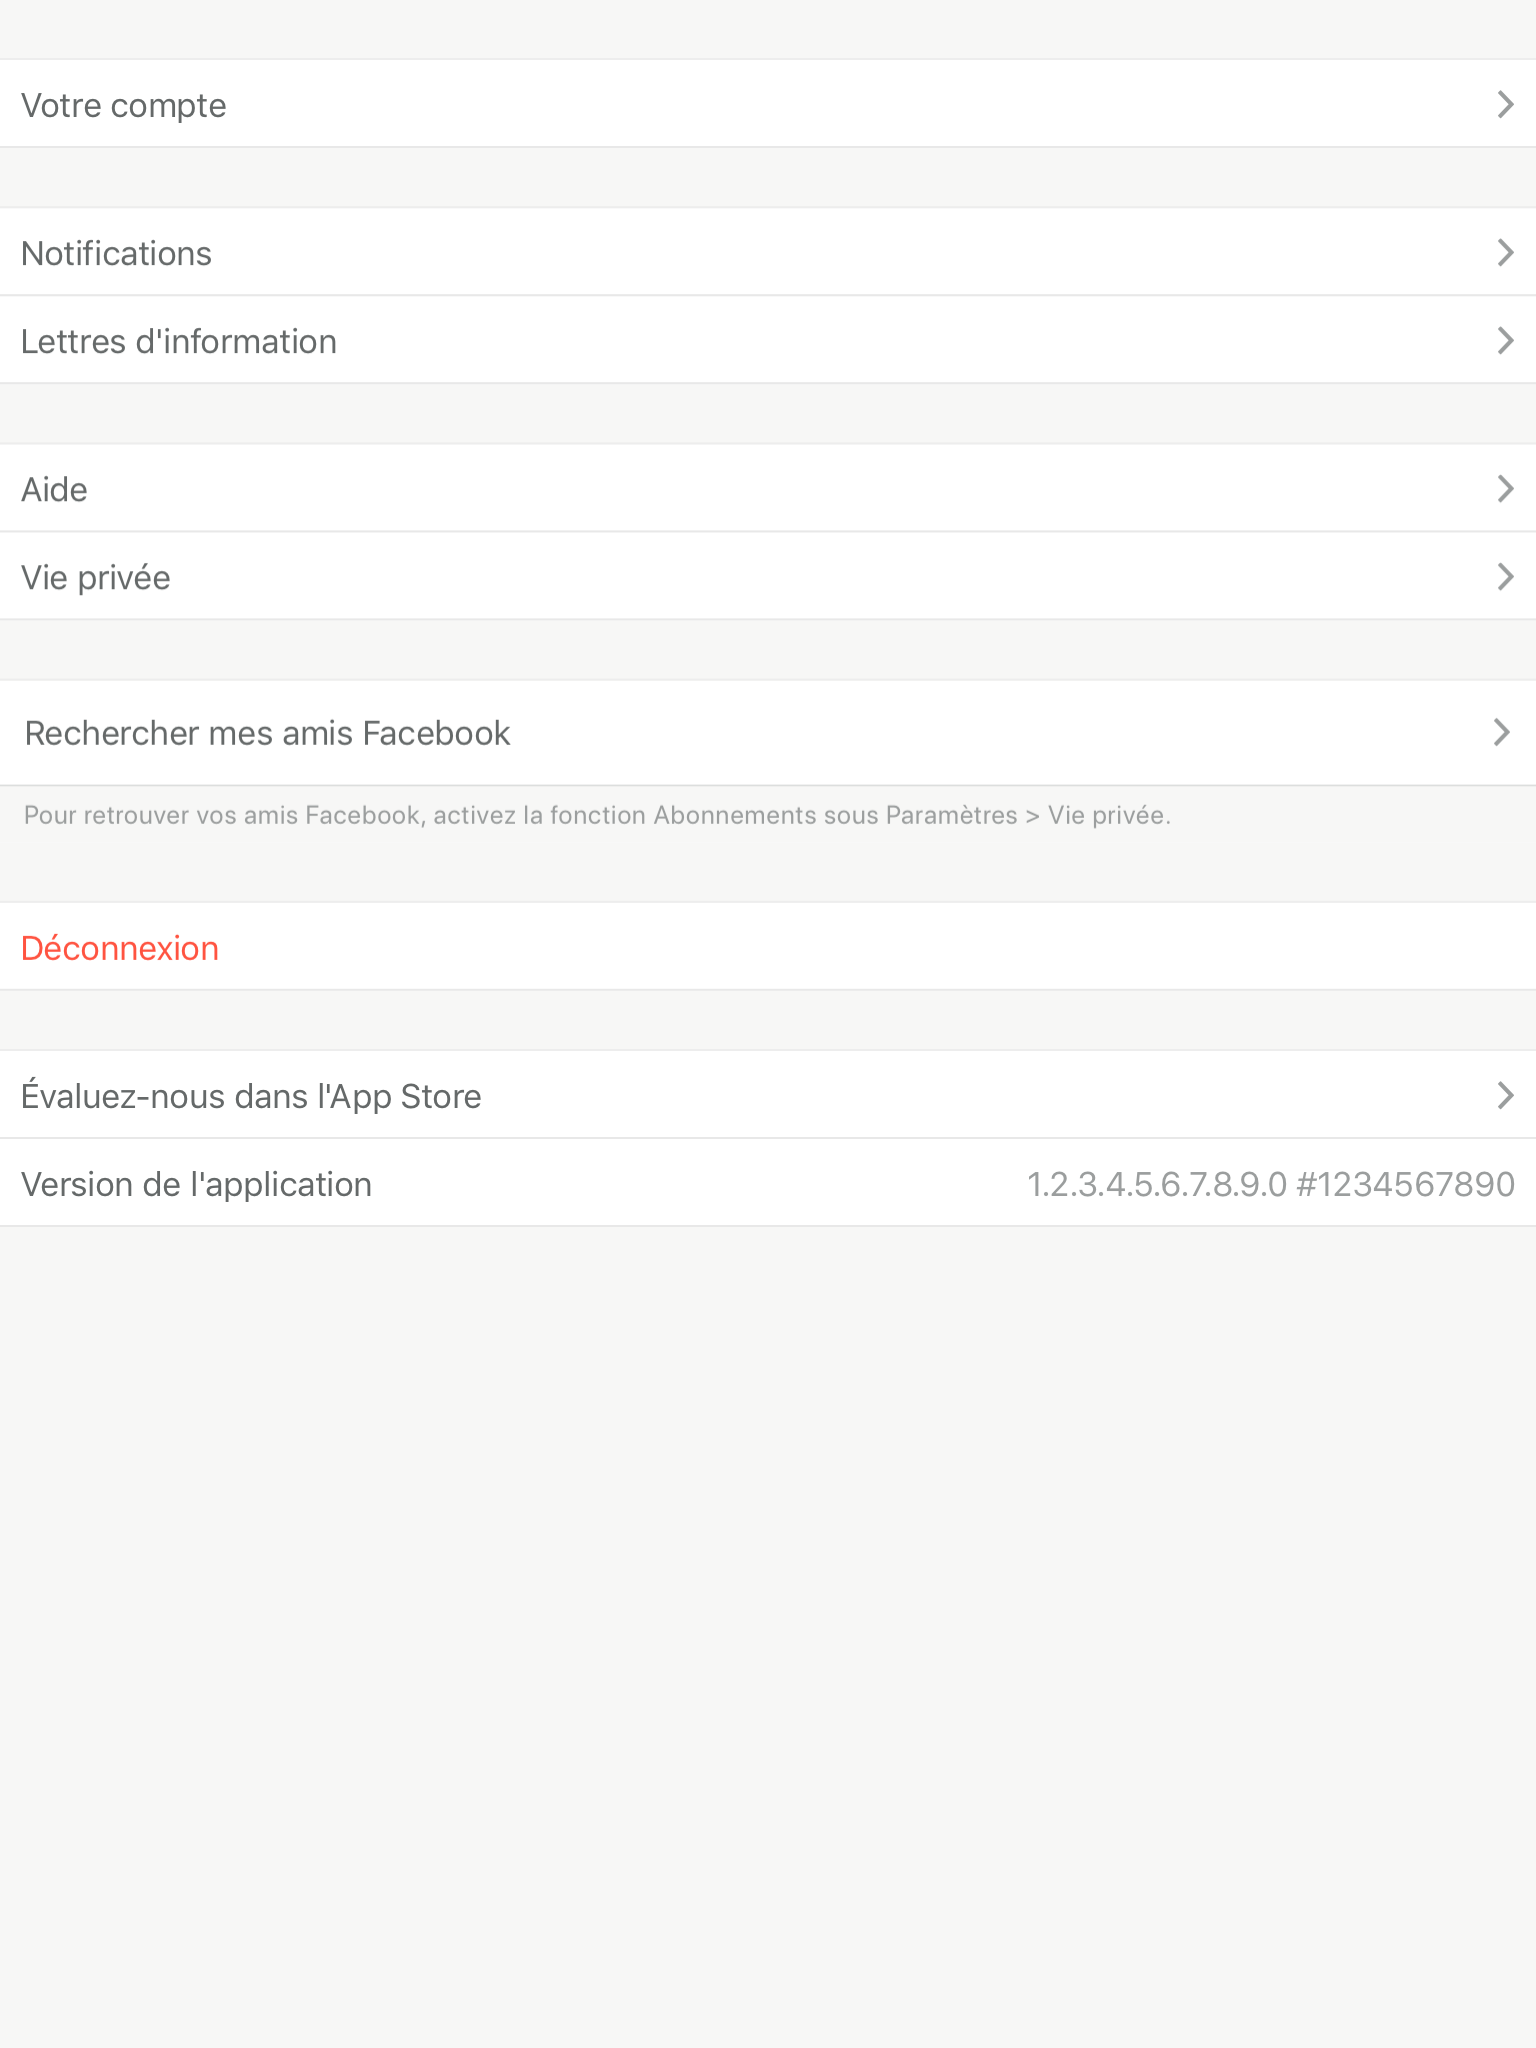 Votre compte
Notifications
Lettres d'information
Aide
Vie privée
Rechercher mes amis Facebook
Pour retrouver vos amis Facebook, activez la fonction Abonnements sous Paramètres > Vie privée.
Déconnexion
Évaluez-nous dans l'App Store
Version de l'application 1.2.3.4.5.6.7.8.9.0 #1234567890